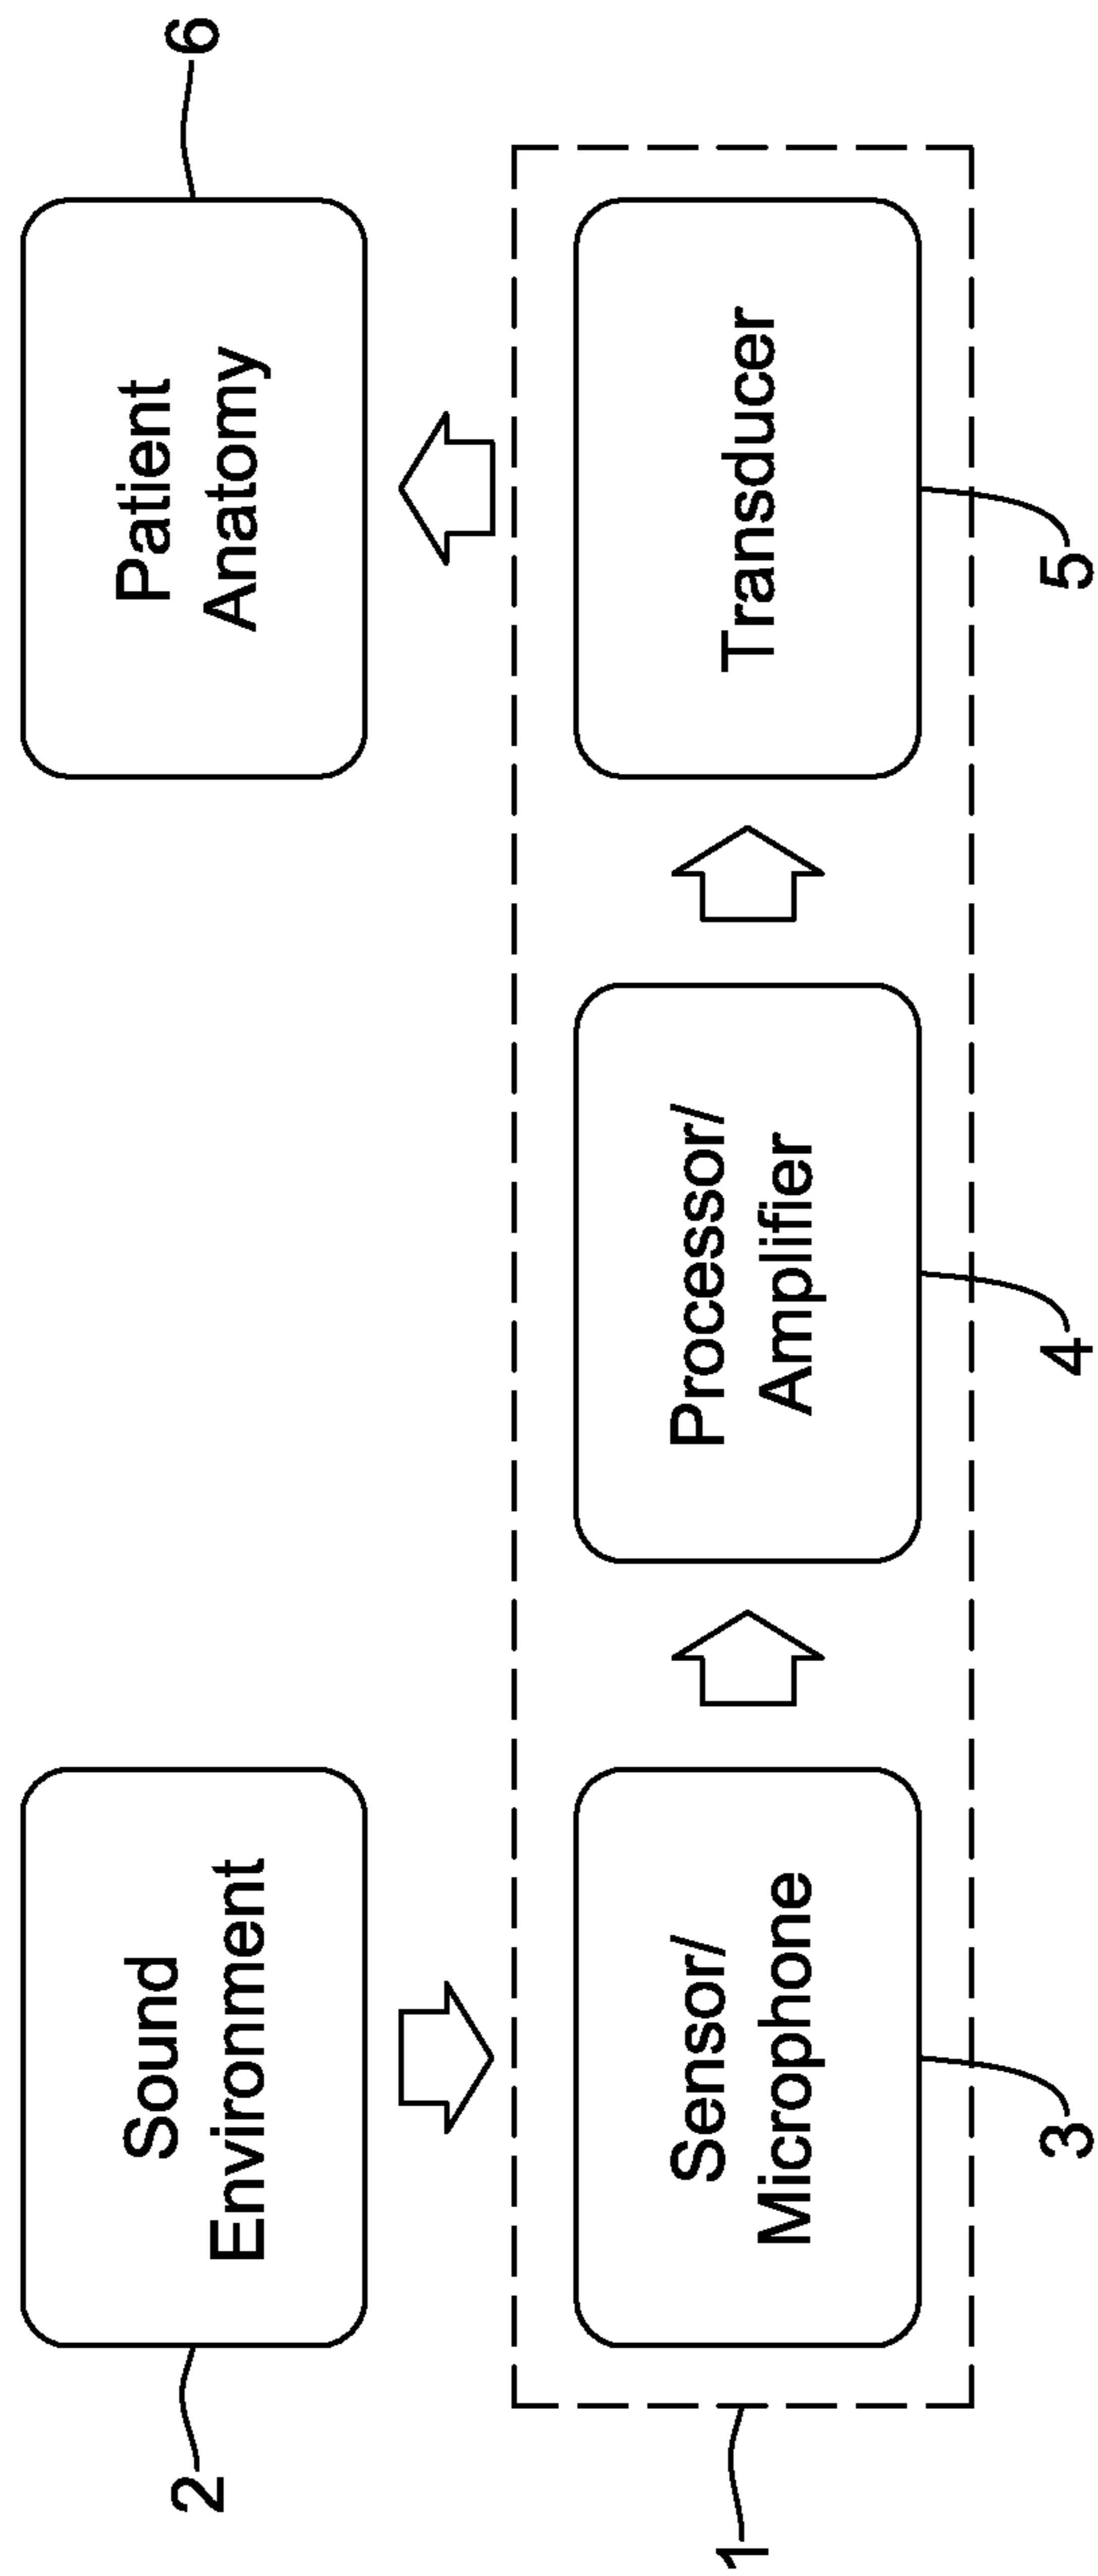 2
Sound
Environment
Patient
Anatomy
6
1
Sensor/
Microphone
Processor/
Amplifier
Transducer
3
4
5